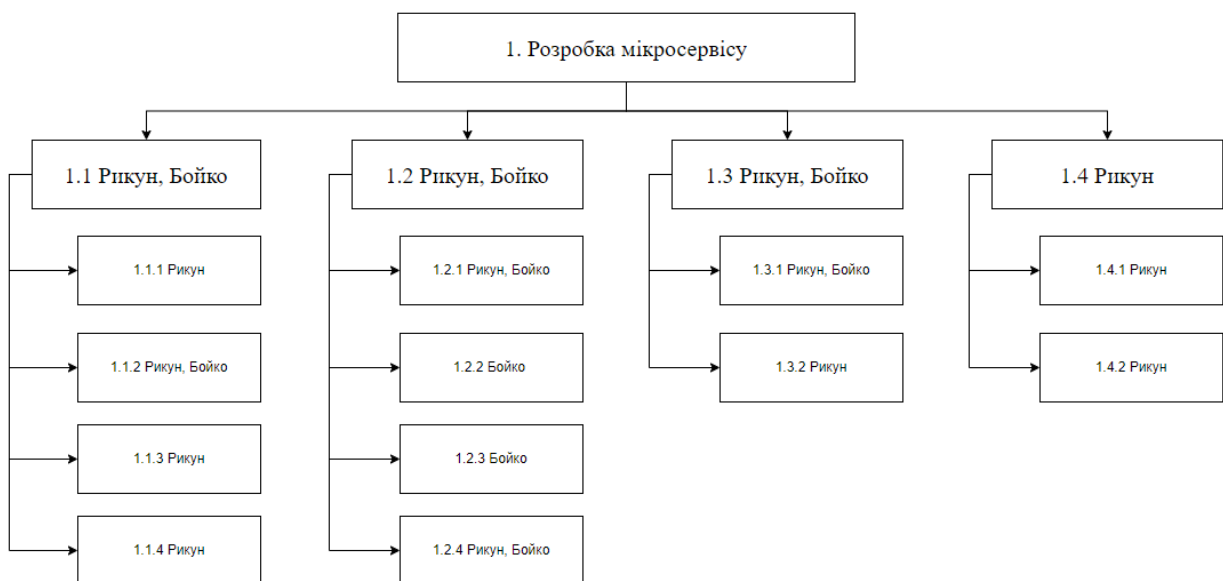 1. Розробка мікросервісу
1.1 Рикун, Бойко
1.2 Рикун, Бойко
1.3 Рикун, Бойко
1.4 Рикун
1.1.1 Рикун
1.2.1 Рикун, Бойко
1.3.1 Рикун, Бойко
1.4.1 Рикун
1.1.2 Рикун, Бойко
1.2.2 Бойко
1.3.2 Рикун
1.4.2 Рикун
1.1.3 Рикун
1.2.3 Бойко
1.1.4 Рикун
1.2.4 Рикун, Бойко